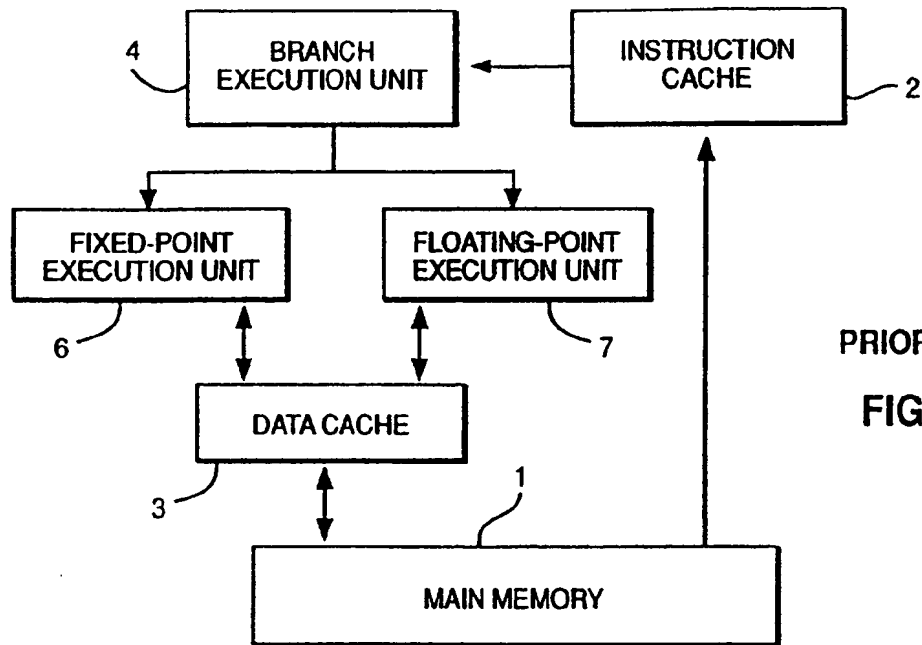 4
BRANCH
EXECUTION UNIT
INSTRUCTION
CACHE
2
FIXED-POINT
EXECUTION UNIT
FLOATING-POINT
EXECUTION UNIT
6
7
PRIOR
FIG
DATA CACHE
3
1
MAIN MEMORY